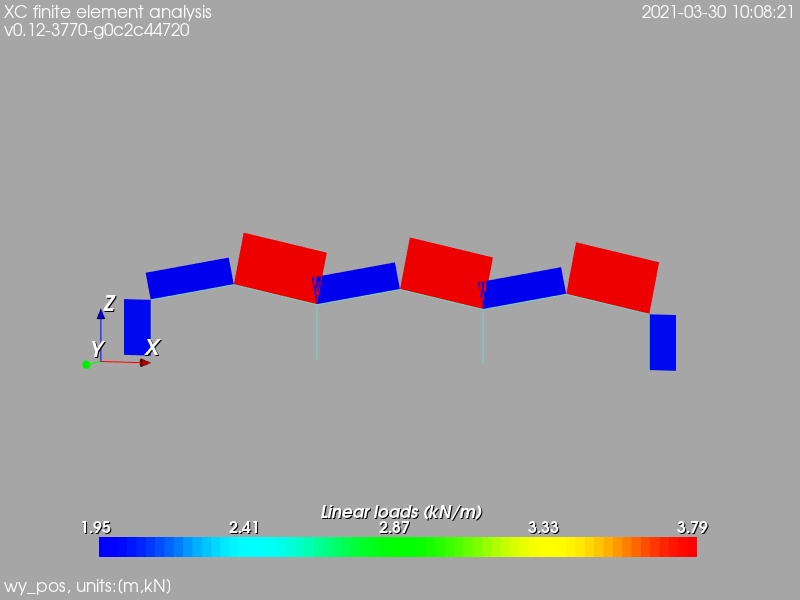 XC finite element analysis
2021-03-30 10:08:21
v0.12-3770-g0c2c44720
Z
Y
X
Linear loads (kN/m)
1.95 2.41 2.87 3.33 3.79
wy_pos, units:[m,kN]